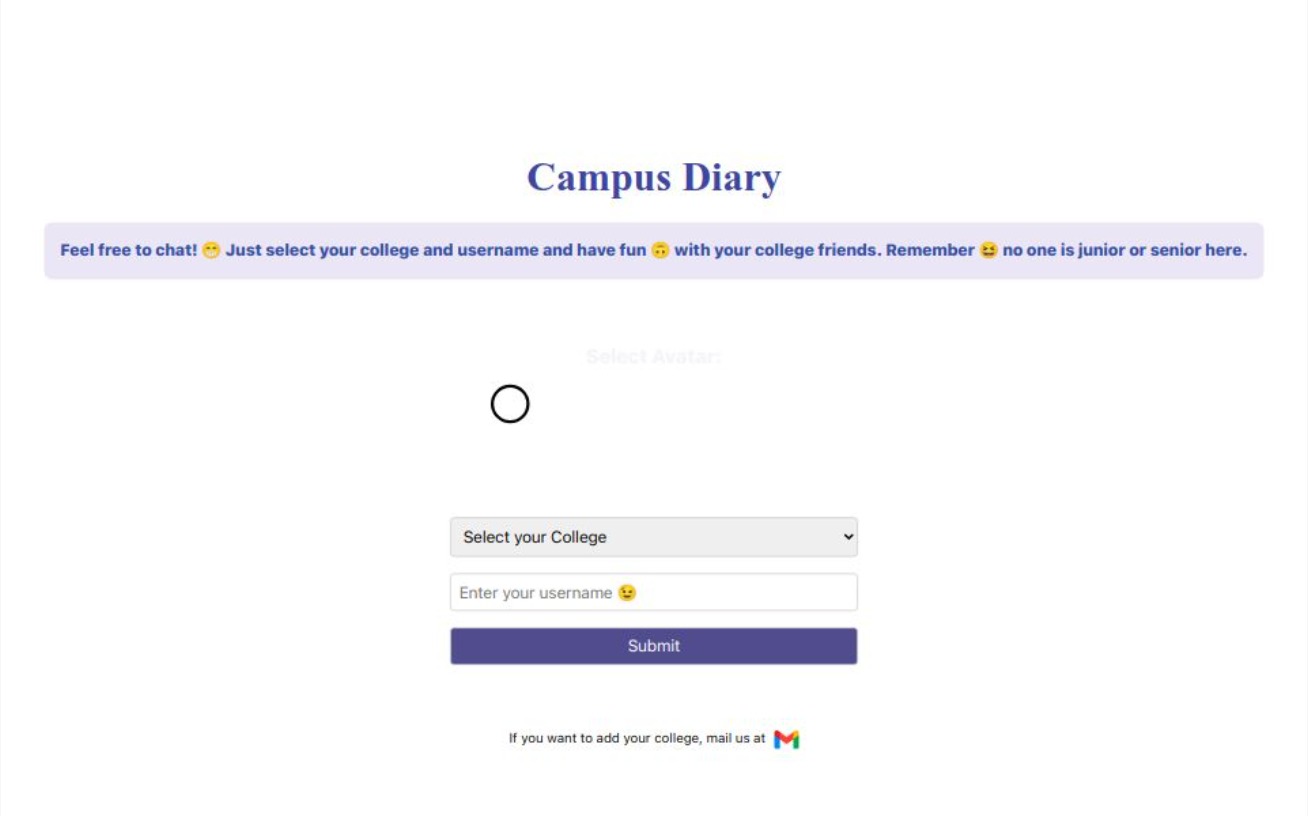 Campus Diary
Feel free to chat! 😁 Just select your college and username and have fun 🙃 with your college friends. Remember 😆 no one is junior or senior here.
Select Avatar:
Select your College
Enter your username 😉
Submit
If you want to add your college, mail us at